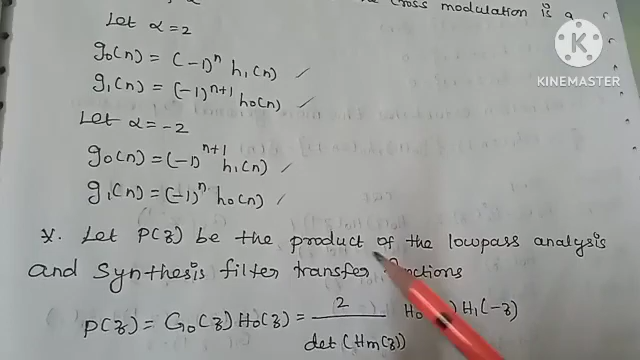 cross modulation is a
Let α=2
g₀(n) = (-1)ⁿ h₁(n)
g₁(n) = (-1)ⁿ⁺¹ h₀(n)
Let α=-2
g₀(n) = (-1)ⁿ⁺¹ h₁(n)
g₁(n) = (-1)ⁿ h₀(n)
Let P(z) be the product of the lowpass analysis
and synthesis filter transfer
P(z) = G₀(z) H₀(z) = 2 / det(Hm(z)) H₁(-z)
KINEMASTER